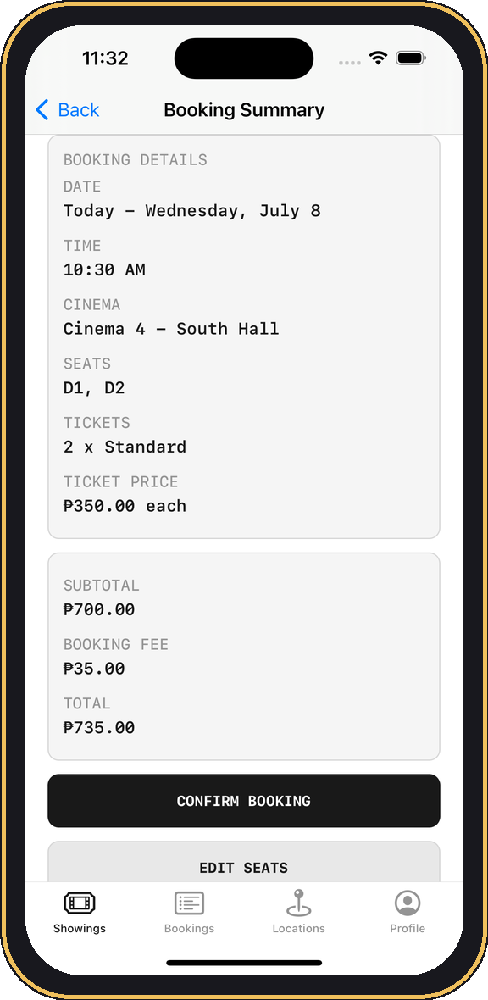 11:32
Back
Booking Summary
BOOKING DETAILS
DATE
Today – Wednesday, July 8
TIME
10:30 AM
CINEMA
Cinema 4 – South Hall
SEATS
D1, D2
TICKETS
2 x Standard
TICKET PRICE
₱350.00 each
SUBTOTAL
₱700.00
BOOKING FEE
₱35.00
TOTAL
₱735.00
CONFIRM BOOKING
EDIT SEATS
Showings
Bookings
Locations
Profile